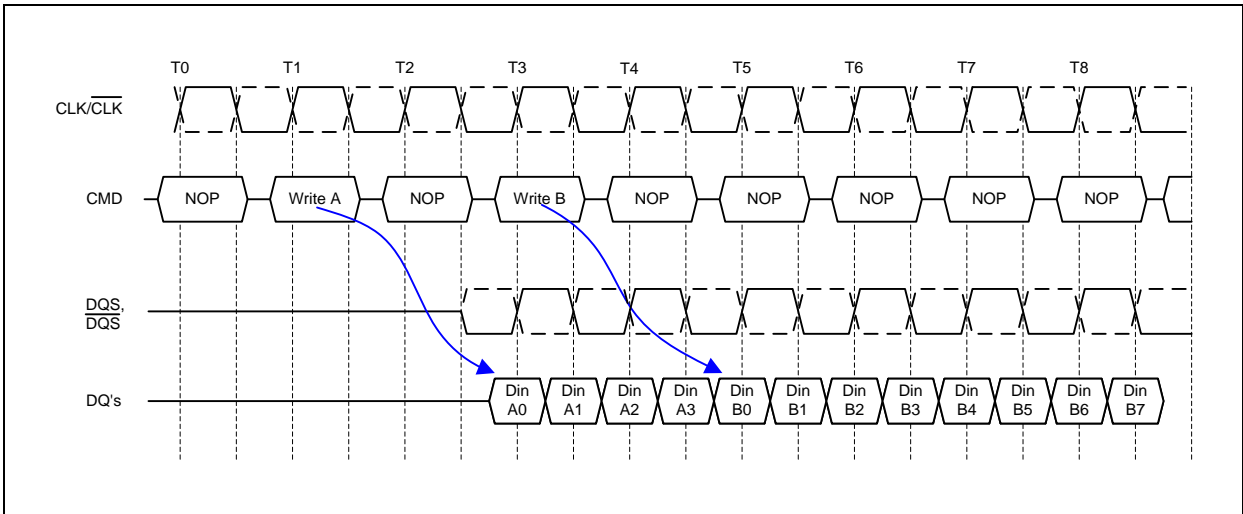 T0 T1 T2 T3 T4 T5 T6 T7 T8
CLK/CLK
CMD NOP Write A NOP Write B NOP NOP NOP NOP NOP
DQS,
DQS
DQ's Din Din Din Din Din Din Din Din Din Din Din Din
A0 A1 A2 A3 B0 B1 B2 B3 B4 B5 B6 B7